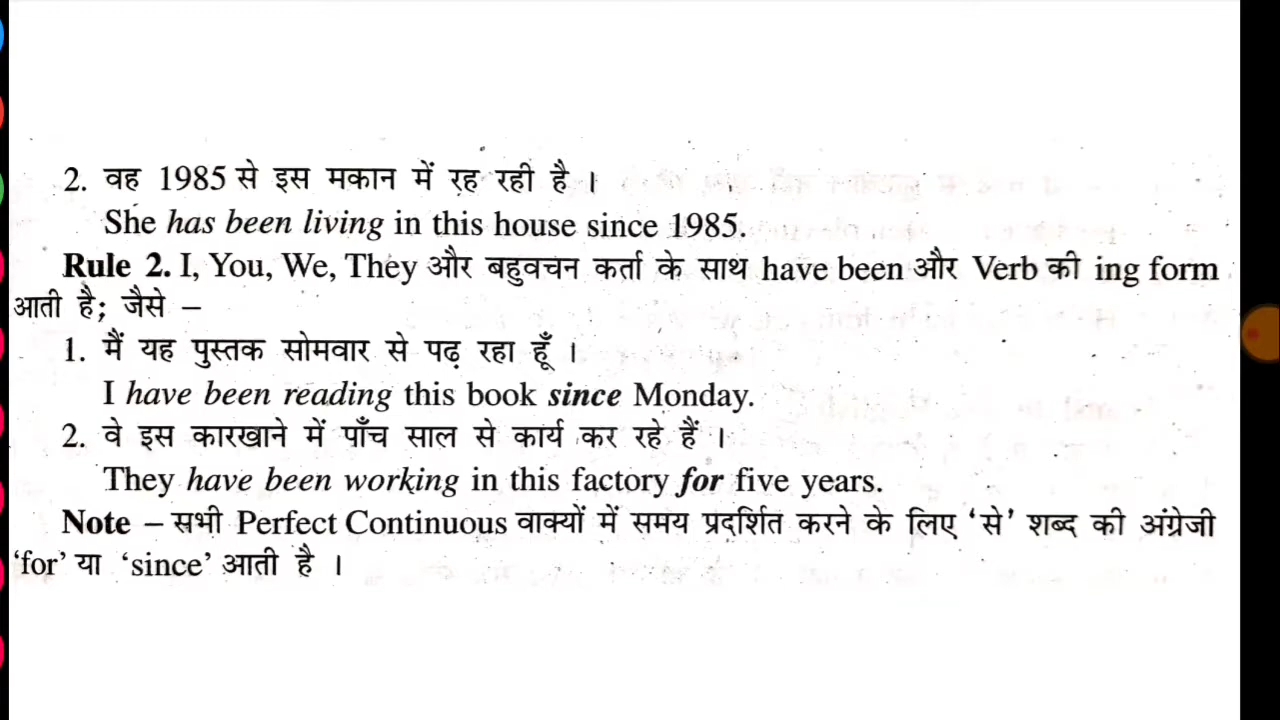 2. वह 1985 से इस मकान में रह रही है ।
She has been living in this house since 1985.
Rule 2. I, You, We, They और बहुवचन कर्ता के साथ have been और Verb की ing form
आती है; जैसे –
1. मैं यह पुस्तक सोमवार से पढ़ रहा हूँ ।
I have been reading this book since Monday.
2. वे इस कारखाने में पाँच साल से कार्य कर रहे हैं ।
They have been working in this factory for five years.
Note – सभी Perfect Continuous वाक्यों में समय प्रदर्शित करने के लिए ‘से’ शब्द की अंग्रेजी
‘for’ या ‘since’ आती है ।